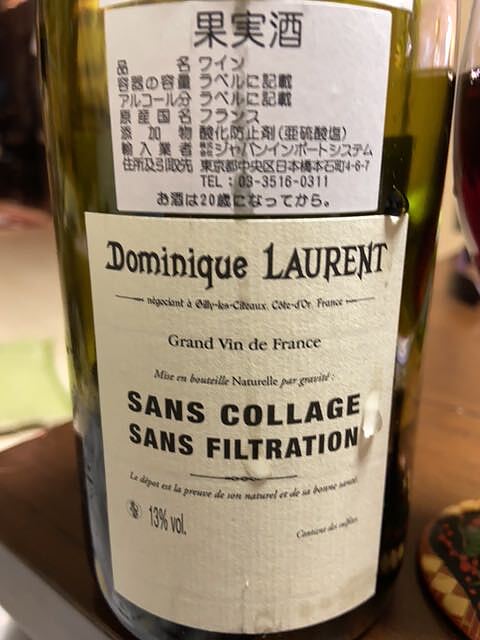 果実酒
品 名 ワイン
容器の容量 ラベルに記載
アルコール分 ラベルに記載
原産国名 フランス
添加物 酸化防止剤(亜硫酸塩)
輸入業者 株式会社ジャパンインポートシステム
住所及引取先 東京都中央区日本橋本石町4-6-7
TEL:03-3516-0311
お酒は20歳になってから。
Dominique LAURENT
négociant à Gilly-les-Cîteaux, Côte-d'Or, France
Grand Vin de France
Mise en bouteille Naturelle par gravité :
SANS COLLAGE
SANS FILTRATION
Le dépôt est la preuve de son naturel et de sa bonne santé.
13% vol.
Contient des sulfites